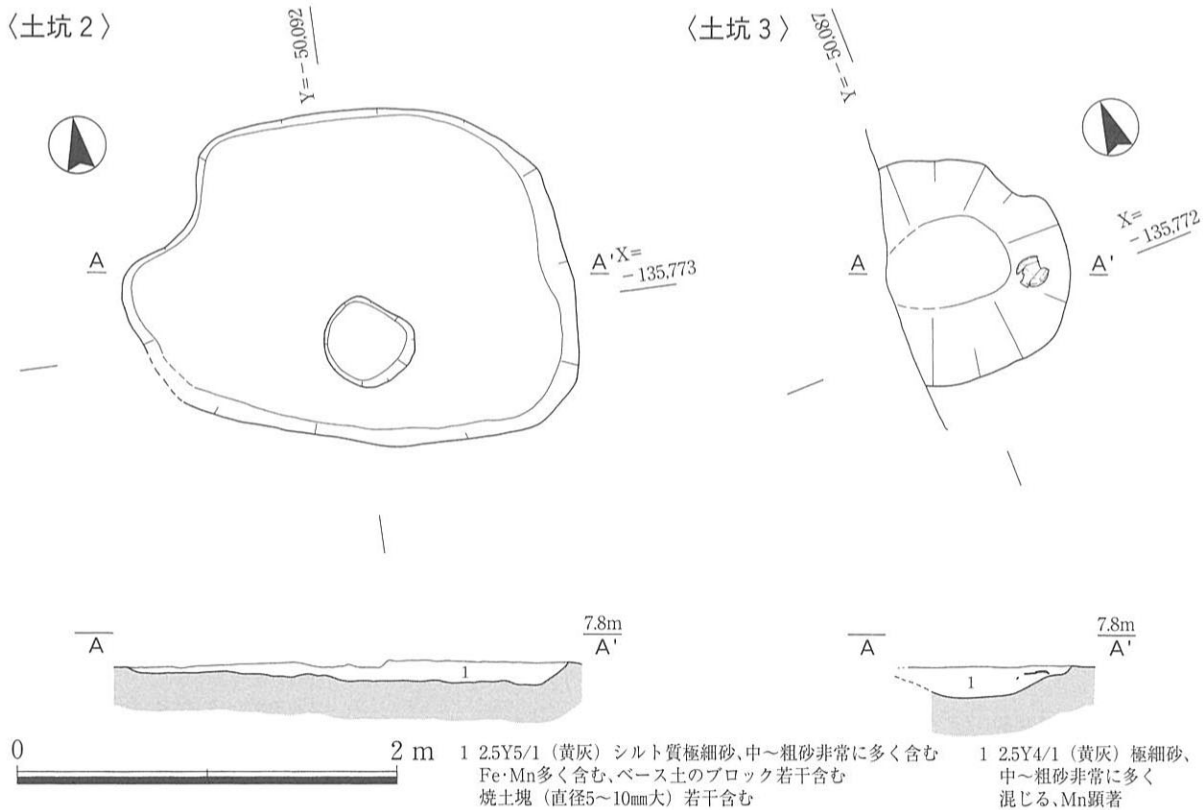 〈土坑2〉
Y=-50,092
A
A'
X=
-135,773
〈土坑3〉
Y=-50,087
A
A'
X=
-135,772
A
7.8m
A'
1
A
7.8m
A'
1
0
2 m
1 2.5Y5/1（黄灰）シルト質極細砂、中～粗砂非常に多く含む
Fe・Mn多く含む、ベース土のブロック若干含む
焼土塊（直径5～10㎜大）若干含む
1 2.5Y4/1（黄灰）極細砂、
中～粗砂非常に多く
混じる、Mn顕著